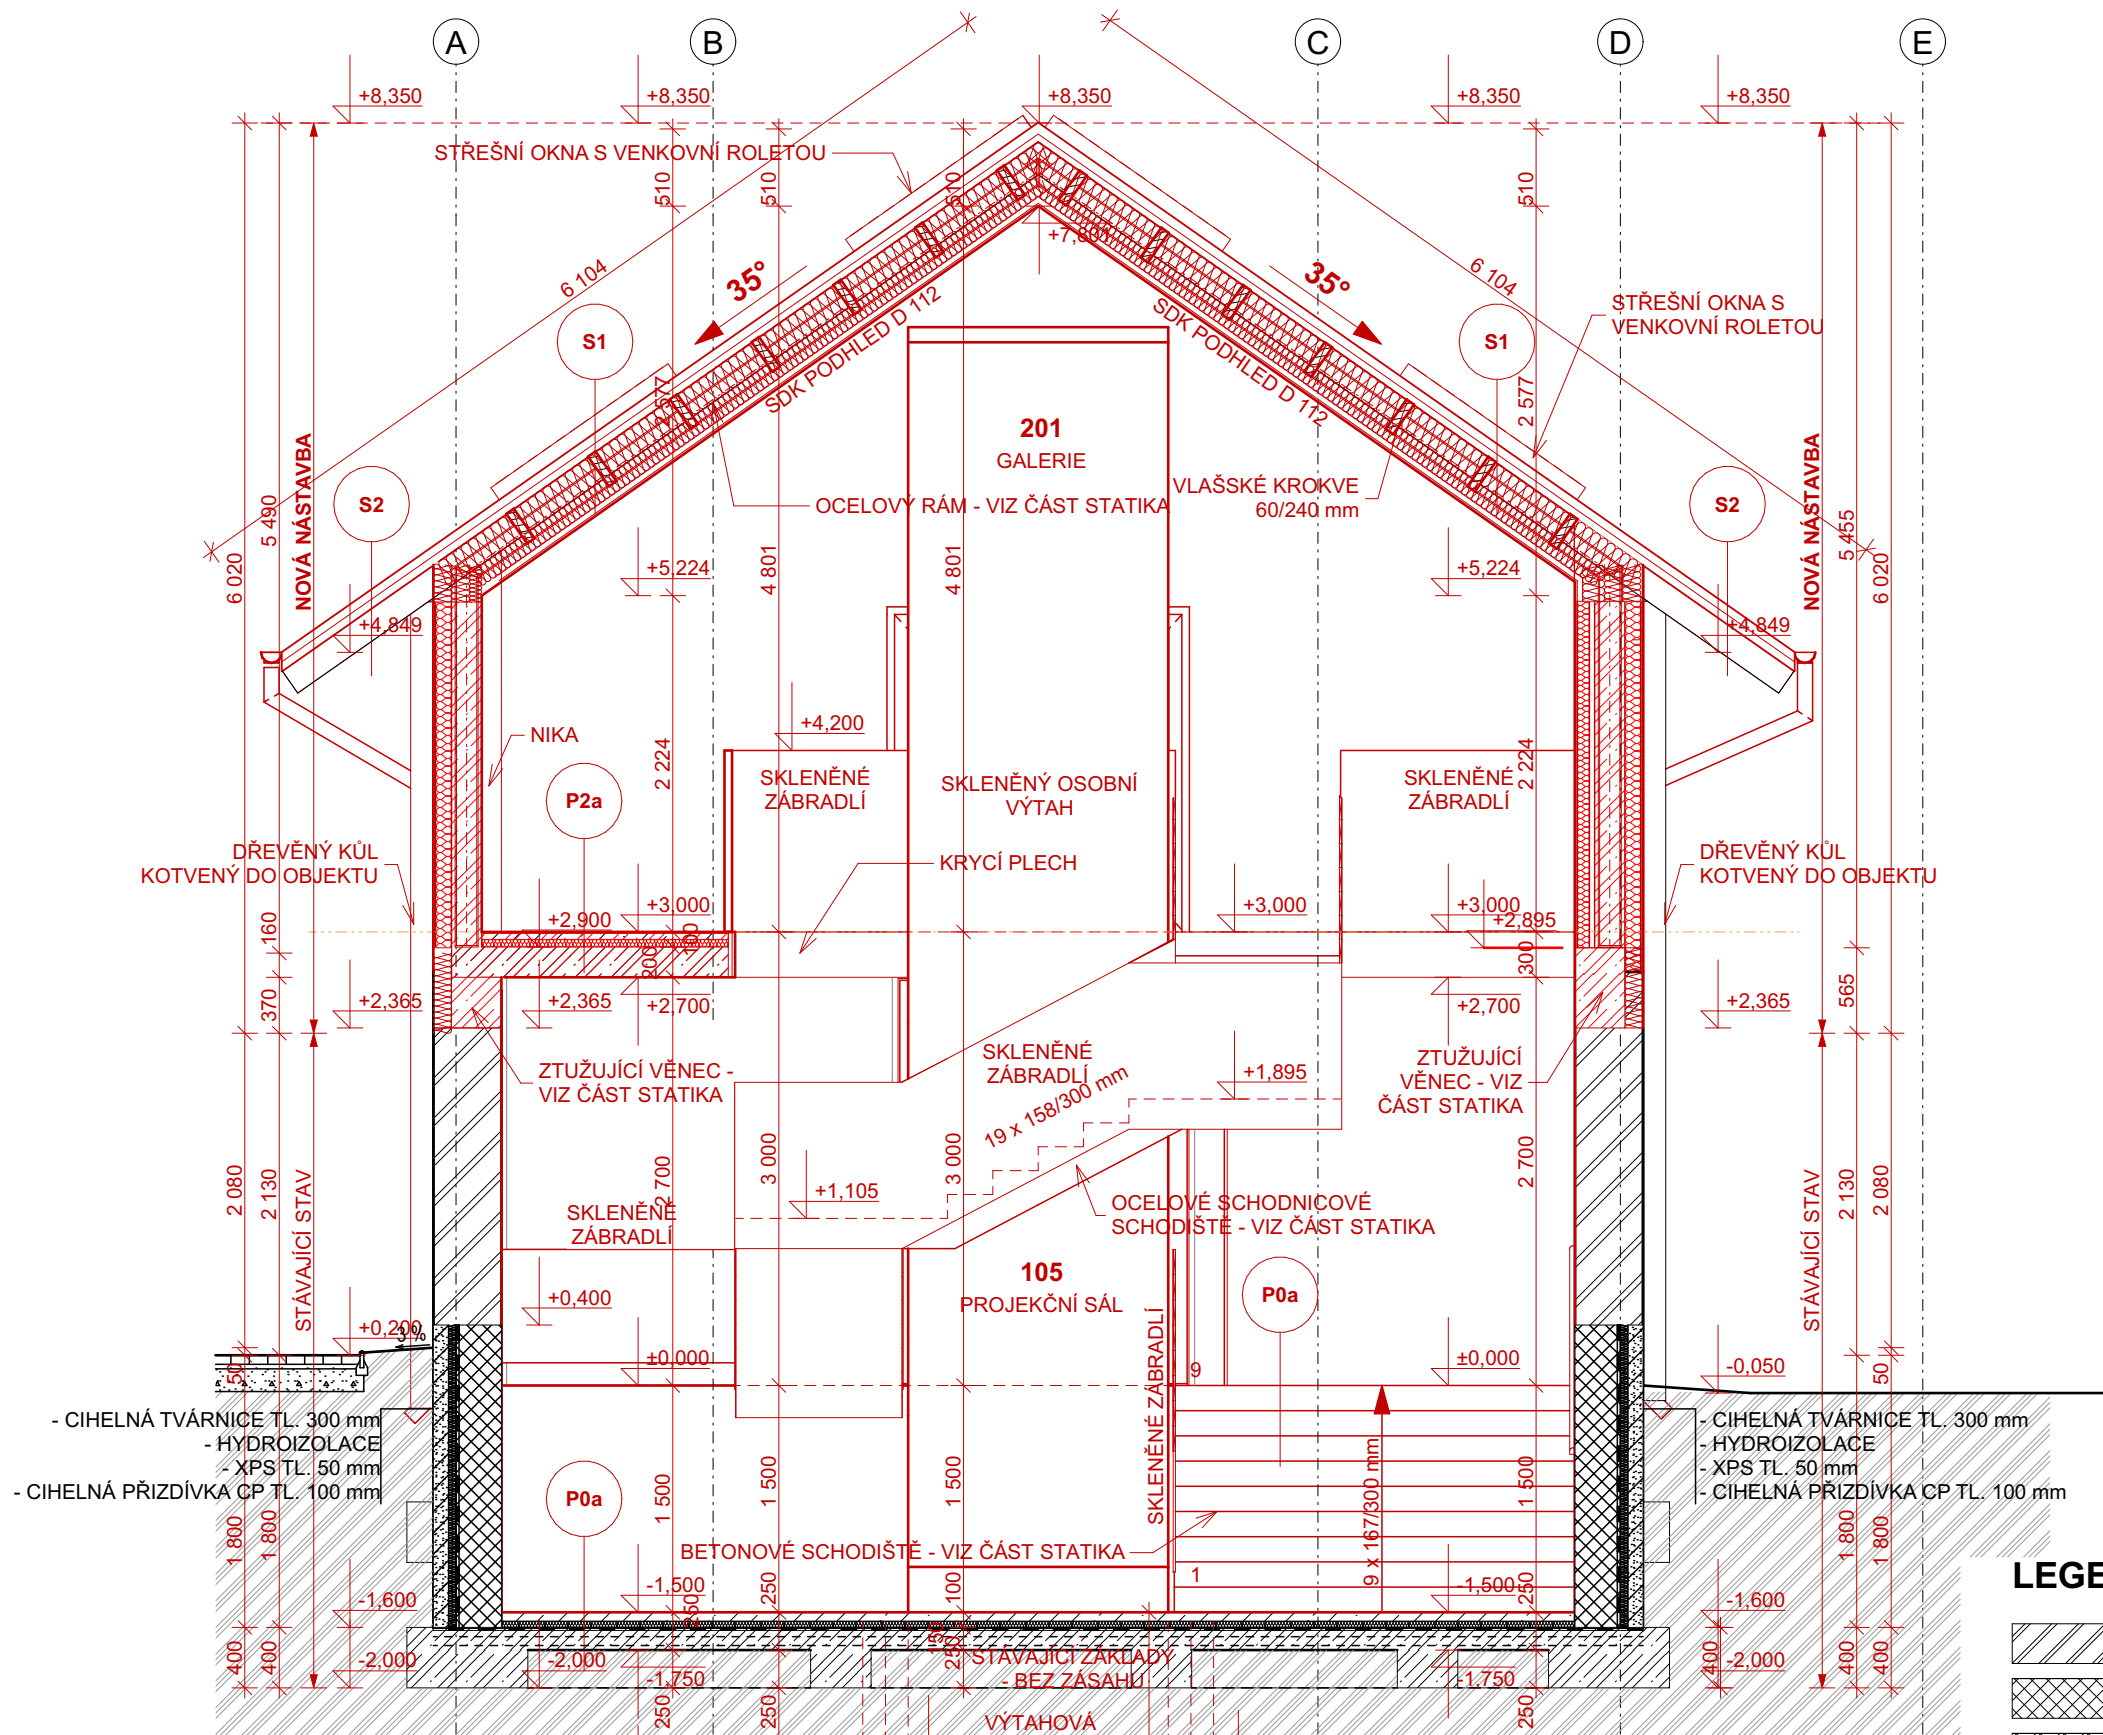 A
B
C
D
E
+8,350
+8,350
+8,350
+8,350
+8,350
STŘEŠNÍ OKNA S VENKOVNÍ ROLETOU
510
510
510
510
6 104
6 104
35°
35°
SDK PODHLED D 112
SDK PODHLED D 112
S1
S1
S2
S2
STŘEŠNÍ OKNA S
VENKOVNÍ ROLETOU
2 577
201
GALERIE
OCELOVÝ RÁM - VIZ ČÁST STATIKA
VLAŠSKÉ KROKVE
60/240 mm
NOVÁ NÁSTAVBA
NOVÁ NÁSTAVBA
6 020
5 490
5 455
6 020
+5,224
+5,224
4 801
4 801
+4,849
+4,849
+4,200
NIKA
P2a
2 224
2 224
SKLENĚNÉ
ZÁBRADLÍ
SKLENĚNÝ OSOBNÍ
VÝTAH
SKLENĚNÉ
ZÁBRADLÍ
DŘEVĚNÝ KŮL
KOTVENÝ DO OBJEKTU
KRYCÍ PLECH
DŘEVĚNÝ KŮL
KOTVENÝ DO OBJEKTU
+3,000
+2,900
+3,000
+3,000
+2,895
160
370
100
200
300
565
+2,365
+2,365
+2,700
+2,700
+2,365
ZTUŽUJÍCÍ VĚNEC -
VIZ ČÁST STATIKA
SKLENĚNÉ
ZÁBRADLÍ
+1,895
ZTUŽUJÍCÍ
VĚNEC - VIZ
ČÁST STATIKA
19 x 158/300 mm
2 080
2 130
STÁVAJÍCÍ STAV
2 700
3 000
3 000
2 700
STÁVAJÍCÍ STAV
2 130
2 080
+1,105
SKLENĚNÉ
ZÁBRADLÍ
OCELOVÉ SCHODNICOVÉ
SCHODIŠTĚ - VIZ ČÁST STATIKA
105
PROJEKČNÍ SÁL
P0a
+0,400
+0,200
3%
±0,000
±0,000
-0,050
50
50
9
SKLENĚNÉ ZÁBRADLÍ
- CIHELNÁ TVÁRNICE TL. 300 mm
- HYDROIZOLACE
- XPS TL. 50 mm
- CIHELNÁ PŘIZDÍVKA CP TL. 100 mm
- CIHELNÁ TVÁRNICE TL. 300 mm
- HYDROIZOLACE
- XPS TL. 50 mm
- CIHELNÁ PŘIZDÍVKA CP TL. 100 mm
P0a
1 500
1 500
1 500
9 x 167/300 mm
1 500
1 800
1 800
1 800
1 800
BETONOVÉ SCHODIŠTĚ - VIZ ČÁST STATIKA
1
-1,600
-1,500
250
250
100
-1,500
250
-1,600
LEGE
400
400
-2,000
-2,000
-1,750
150
250
STÁVAJÍCÍ ZÁKLADY
- BEZ ZÁSAHU
-1,750
400
-2,000
400
400
250
250
250
VÝTAHOVÁ